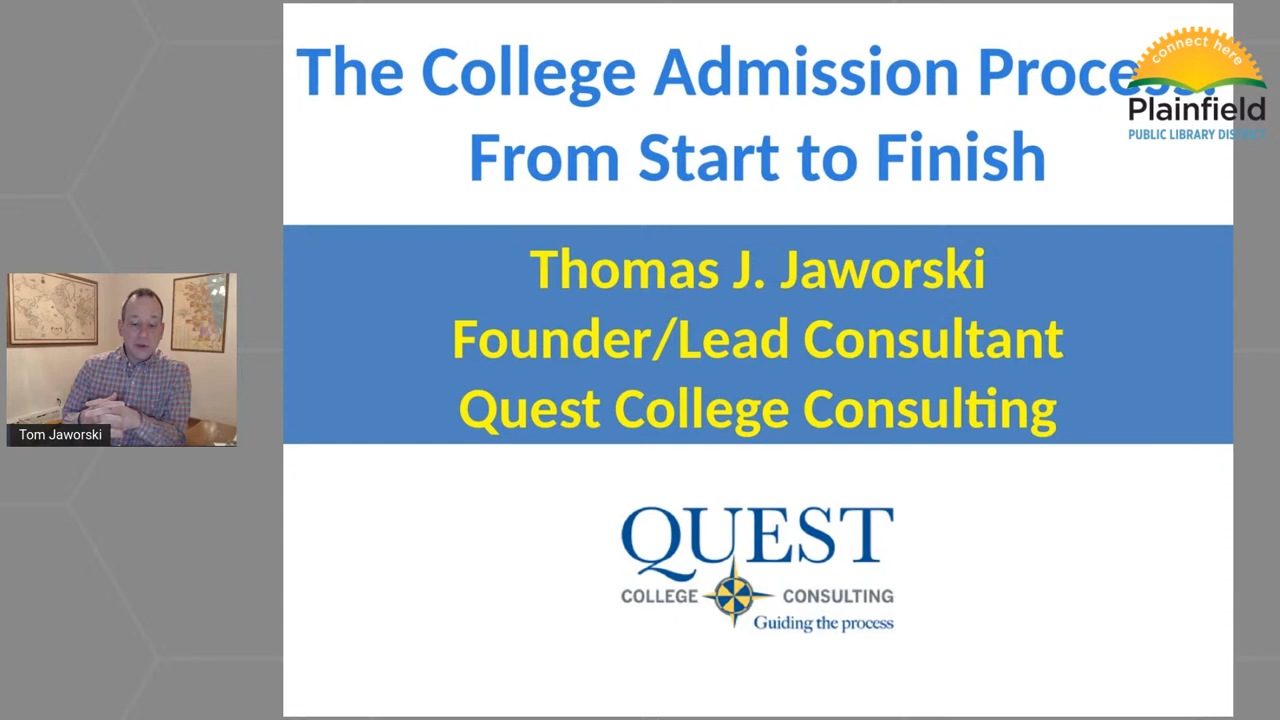 The College Admission Process:
From Start to Finish
connect here
Plainfield
PUBLIC LIBRARY DISTRICT
Thomas J. Jaworski
Founder/Lead Consultant
Quest College Consulting
Tom Jaworski
QUEST
COLLEGE CONSULTING
Guiding the process